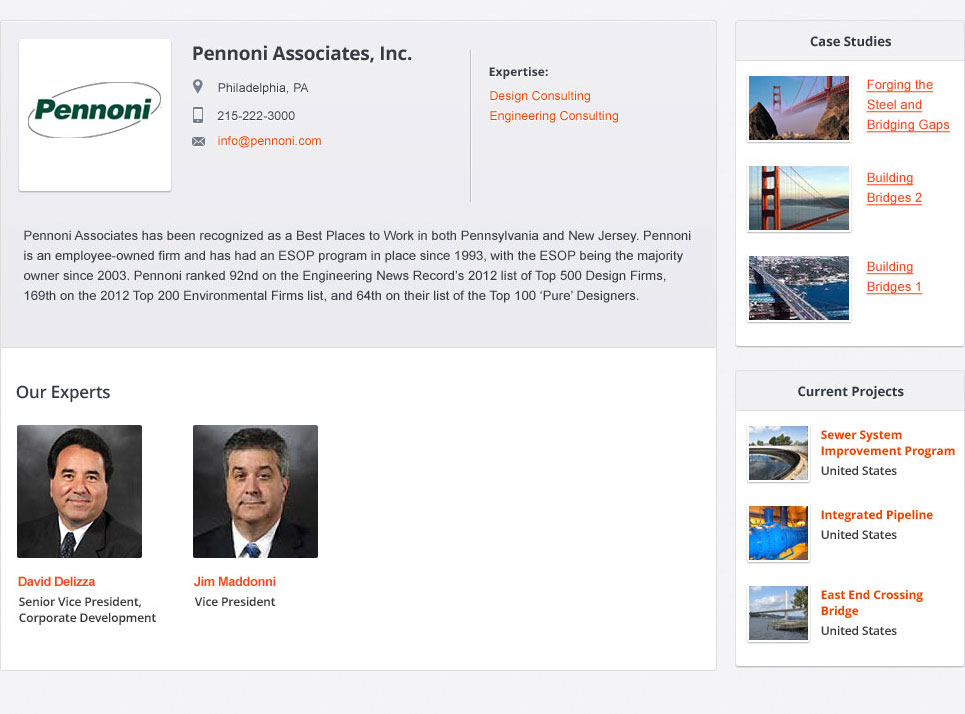 Pennoni
Pennoni Associates, Inc.
Philadelphia, PA
215-222-3000
info@pennoni.com
Expertise:
Design Consulting
Engineering Consulting
Pennoni Associates has been recognized as a Best Places to Work in both Pennsylvania and New Jersey. Pennoni
is an employee-owned firm and has had an ESOP program in place since 1993, with the ESOP being the majority
owner since 2003. Pennoni ranked 92nd on the Engineering News Record’s 2012 list of Top 500 Design Firms,
169th on the 2012 Top 200 Environmental Firms list, and 64th on their list of the Top 100 ‘Pure’ Designers.
Our Experts
David Delizza
Senior Vice President,
Corporate Development
Jim Maddonni
Vice President
Case Studies
Forging the
Steel and
Bridging Gaps
Building
Bridges 2
Building
Bridges 1
Current Projects
Sewer System
Improvement Program
United States
Integrated Pipeline
United States
East End Crossing
Bridge
United States